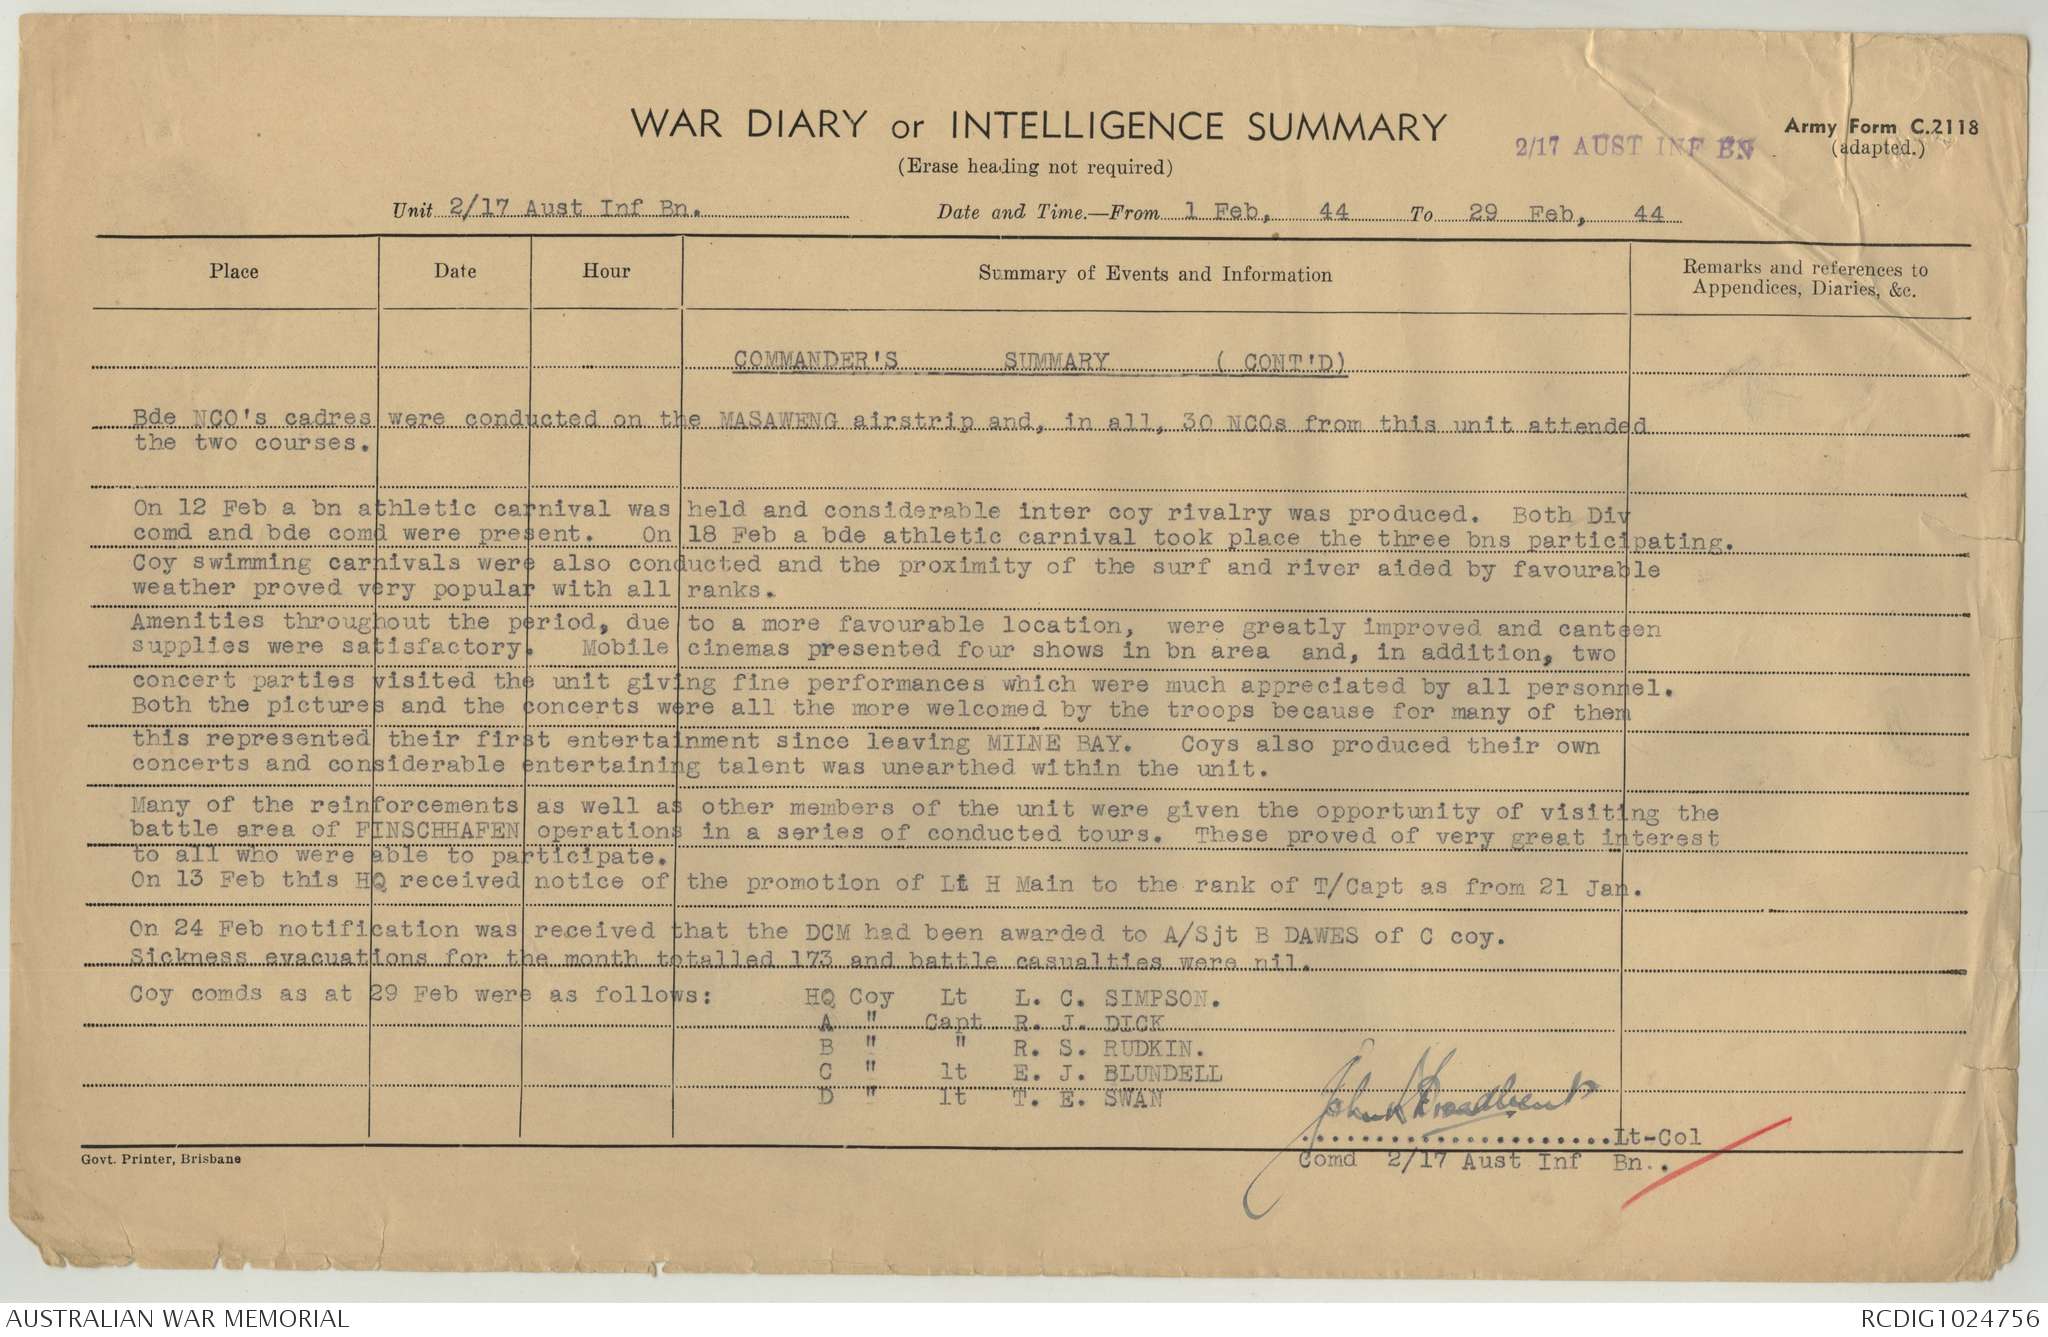 WAR DIARY or INTELLIGENCE SUMMARY
Army Form C.2118
(adapted.)
2/17 AUST INF BN
(Erase heading not required)
Unit 2/17 Aust Inf Bn. Date and Time.—From 1 Feb, 44 To 29 Feb, 44
Place Date Hour Summary of Events and Information Remarks and references to
Appendices, Diaries, &c.
COMMANDER'S SUMMARY ( CONT'D)
Bde NCO's cadres were conducted on the MASAWENG airstrip and, in all, 30 NCOs from this unit attended
the two courses.
On 12 Feb a bn athletic carnival was held and considerable inter coy rivalry was produced. Both Div
comd and bde comd were present. On 18 Feb a bde athletic carnival took place the three bns participating.
Coy swimming carnivals were also conducted and the proximity of the surf and river aided by favourable
weather proved very popular with all ranks.
Amenities throughout the period, due to a more favourable location, were greatly improved and canteen
supplies were satisfactory. Mobile cinemas presented four shows in bn area and, in addition, two
concert parties visited the unit giving fine performances which were much appreciated by all personnel.
Both the pictures and the concerts were all the more welcomed by the troops because for many of them
this represented their first entertainment since leaving MILNE BAY. Coys also produced their own
concerts and considerable entertaining talent was unearthed within the unit.
Many of the reinforcements as well as other members of the unit were given the opportunity of visiting the
battle area of FINSCHHAFEN operations in a series of conducted tours. These proved of very great interest
to all who were able to participate.
On 13 Feb this HQ received notice of the promotion of Lt H Main to the rank of T/Capt as from 21 Jan.
On 24 Feb notification was received that the DCM had been awarded to A/Sjt B DAWES of C coy.
Sickness evacuations for the month totalled 173 and battle casualties were nil.
Coy comds as at 29 Feb were as follows: HQ Coy Lt L. C. SIMPSON.
A " Capt R. J. DICK
B " " R. S. RUDKIN.
C " lt E. J. BLUNDELL
D " lt T. E. SWAN
John Broadbent
.....................Lt-Col
Comd 2/17 Aust Inf Bn..
Govt. Printer, Brisbane
AUSTRALIAN WAR MEMORIAL RCDIG1024756